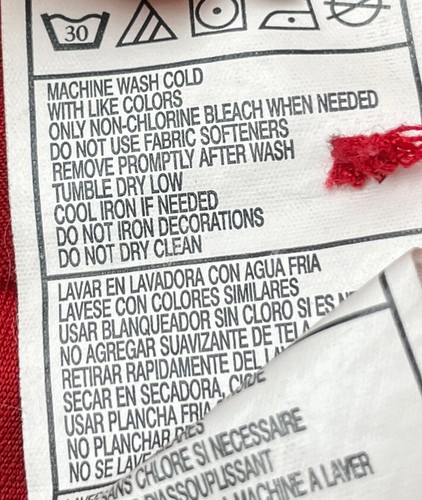 30
MACHINE WASH COLD
WITH LIKE COLORS
ONLY NON-CHLORINE BLEACH WHEN NEEDED
DO NOT USE FABRIC SOFTENERS
REMOVE PROMPTLY AFTER WASH
TUMBLE DRY LOW
COOL IRON IF NEEDED
DO NOT IRON DECORATIONS
DO NOT DRY CLEAN
LAVAR EN LAVADORA CON AGUA FRIA
LAVESE CON COLORES SIMILARES
USAR BLANQUEADOR SIN CLORO SI ES
NO AGREGAR SUAVIZANTE DE
RETIRAR RAPIDAMENTE DEL
SECAR EN SECADORA,
USAR PLANCHA FRIA
NO PLANCHAR
NO SE
CHLORE SI NECESSAIRE
MACHINE A LAVER